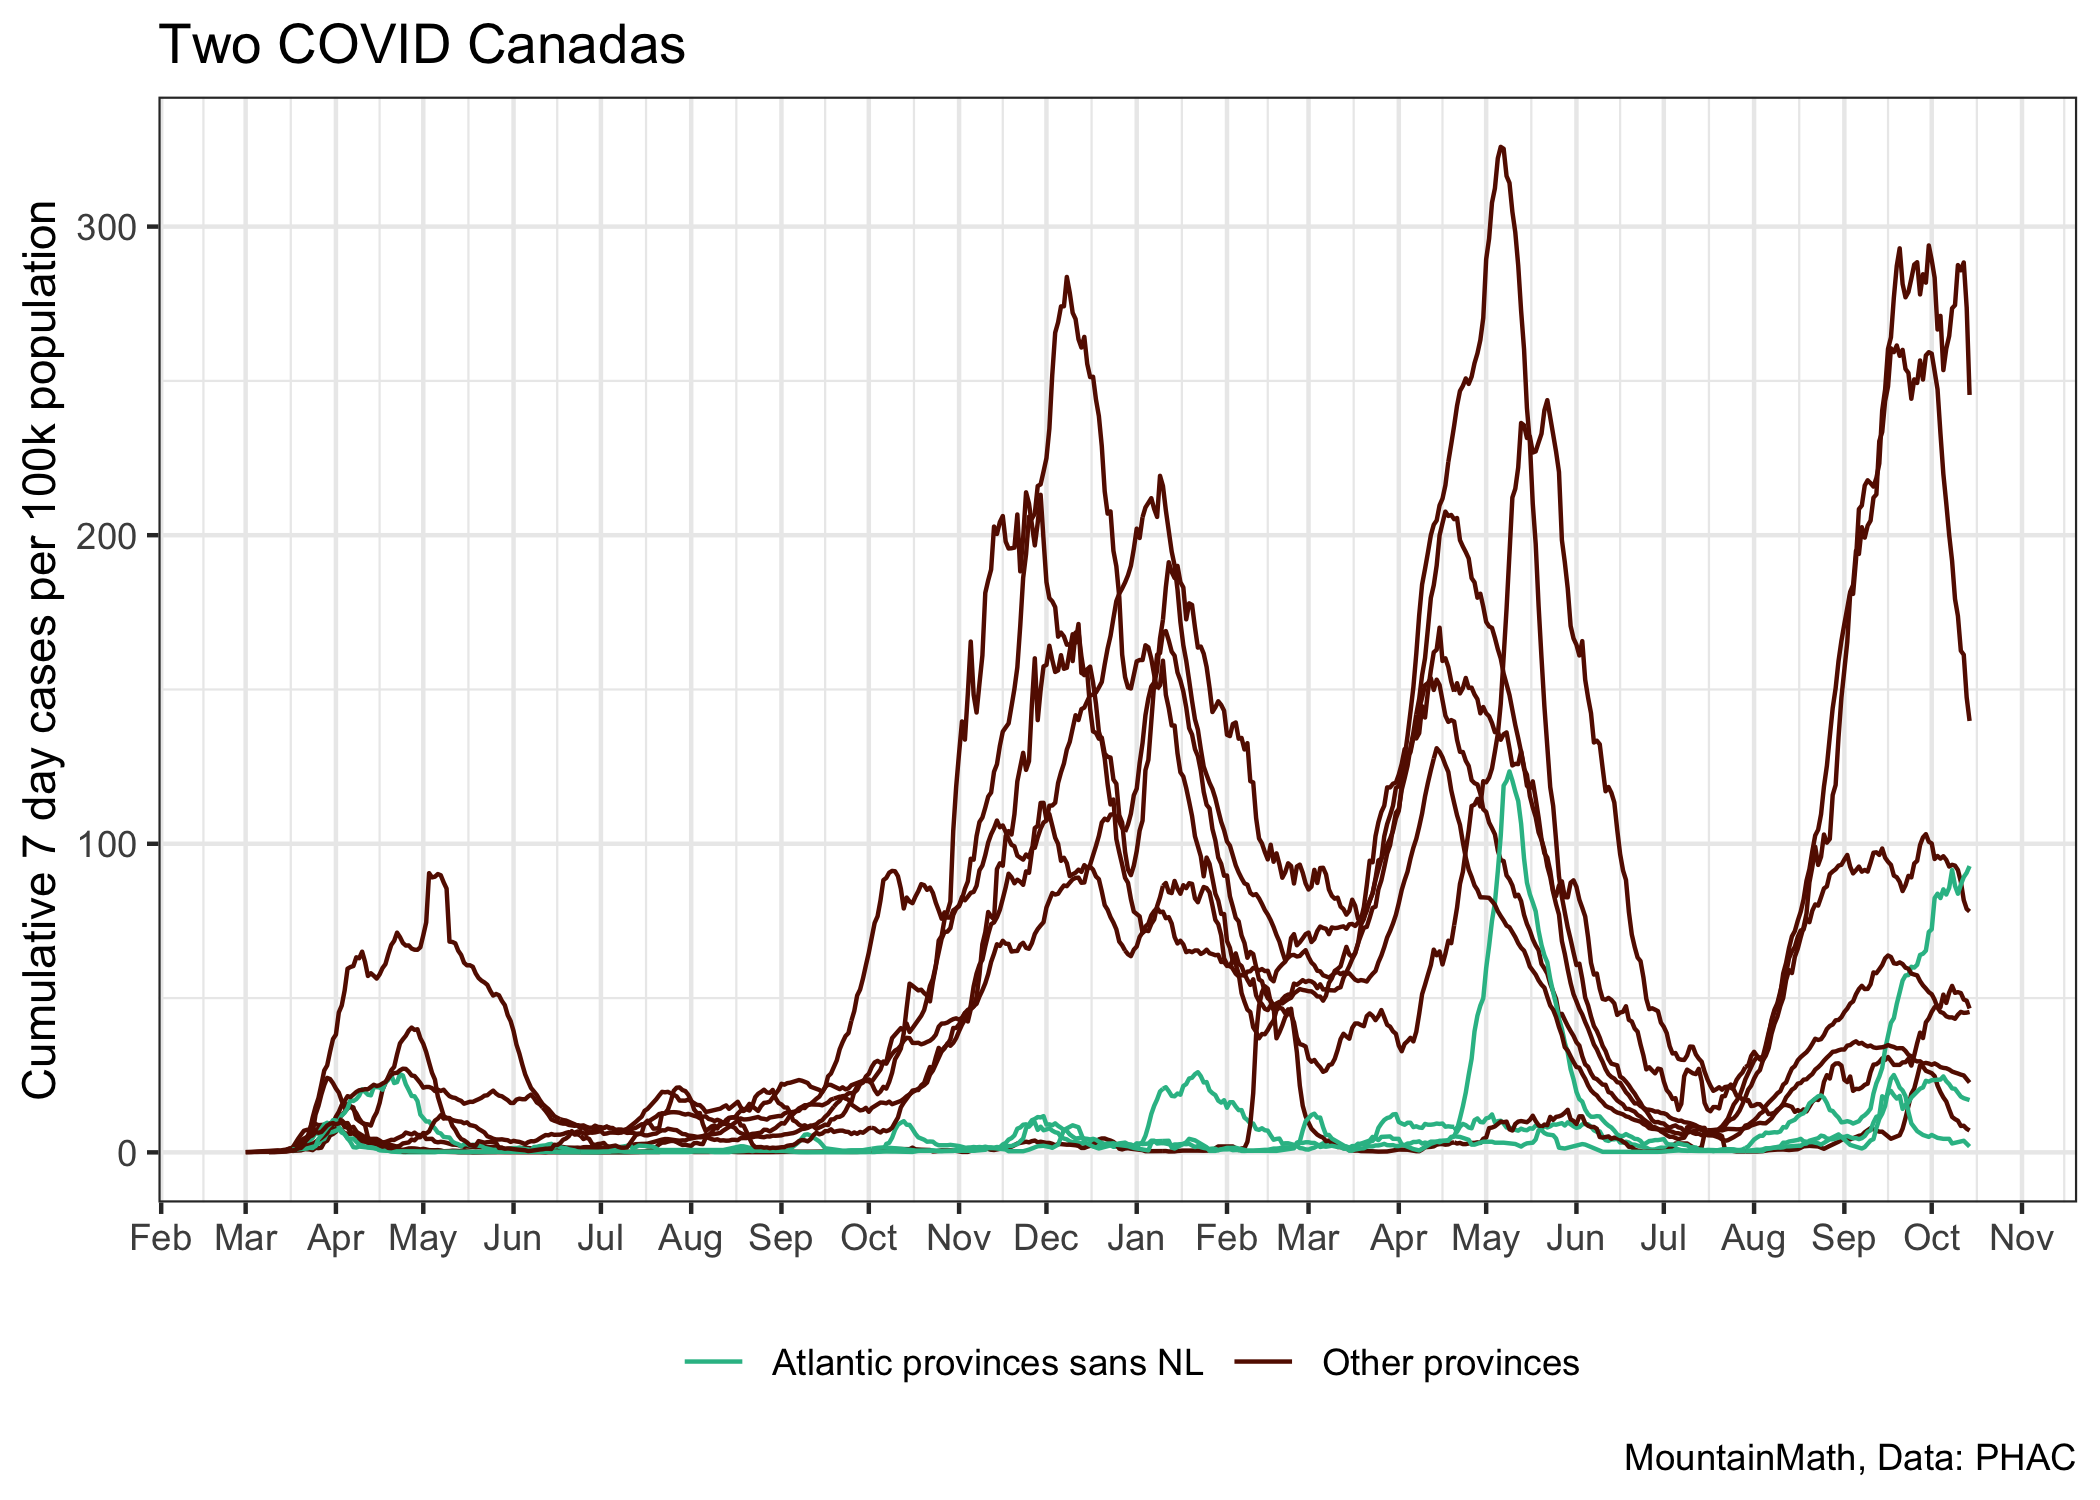 Two COVID Canadas
Cumulative 7 day cases per 100k population
300
200
100
0
Feb Mar Apr May Jun Jul Aug Sep Oct Nov Dec Jan Feb Mar Apr May Jun Jul Aug Sep Oct Nov
Atlantic provinces sans NL Other provinces
MountainMath, Data: PHAC